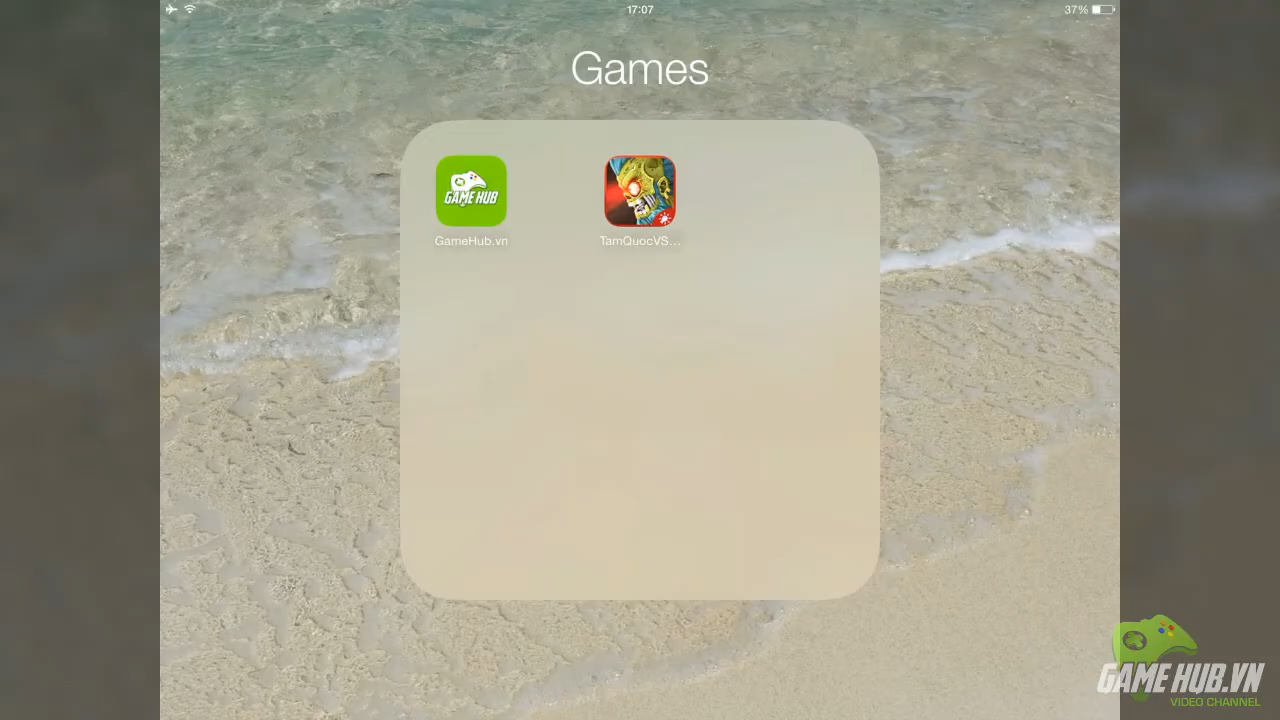 17:07
37%
Games
GAME HUB
GameHub.vn
TamQuocVS...
GAME HUB.VN
VIDEO CHANNEL